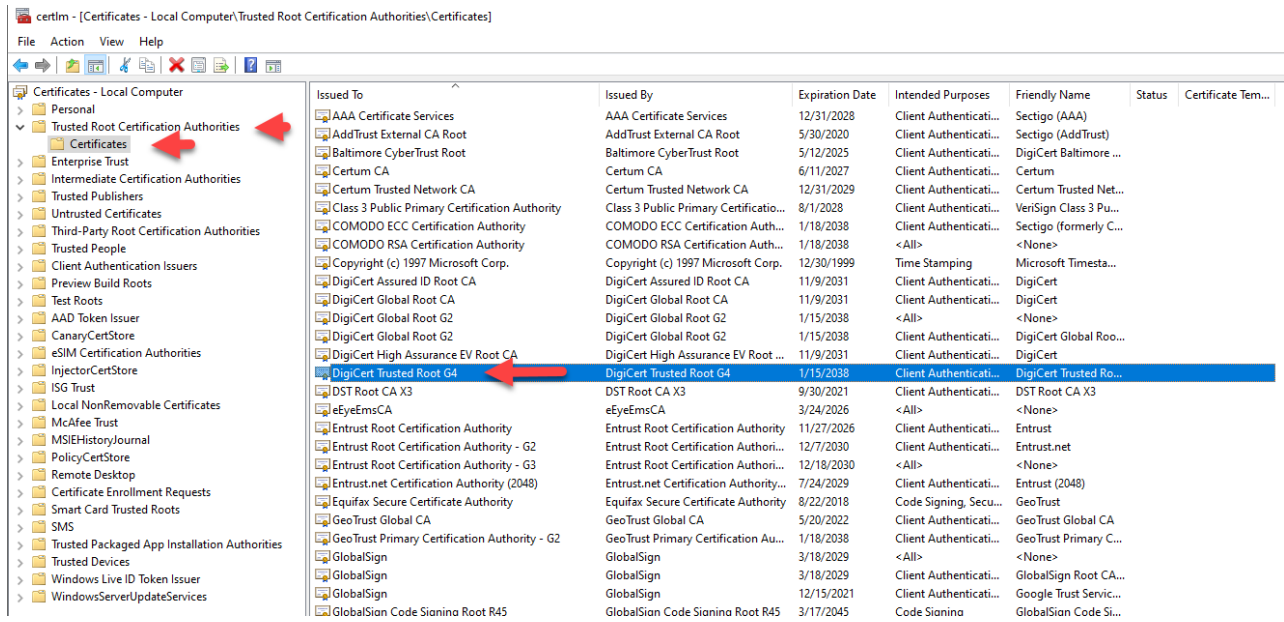 certlm - [Certificates - Local Computer\Trusted Root Certification Authorities\Certificates]
File Action View Help
Certificates - Local Computer
Personal
Trusted Root Certification Authorities
Certificates
Enterprise Trust
Intermediate Certification Authorities
Trusted Publishers
Untrusted Certificates
Third-Party Root Certification Authorities
Trusted People
Client Authentication Issuers
Preview Build Roots
Test Roots
AAD Token Issuer
CanaryCertStore
eSIM Certification Authorities
InjectorCertStore
ISG Trust
Local NonRemovable Certificates
McAfee Trust
MSIEHistoryJournal
PolicyCertStore
Remote Desktop
Certificate Enrollment Requests
Smart Card Trusted Roots
SMS
Trusted Packaged App Installation Authorities
Trusted Devices
Windows Live ID Token Issuer
WindowsServerUpdateServices
Issued To Issued By Expiration Date Intended Purposes Friendly Name Status Certificate Tem...
AAA Certificate Services AAA Certificate Services 12/31/2028 Client Authenticati... Sectigo (AAA)
AddTrust External CA Root AddTrust External CA Root 5/30/2020 Client Authenticati... Sectigo (AddTrust)
Baltimore CyberTrust Root Baltimore CyberTrust Root 5/12/2025 Client Authenticati... DigiCert Baltimore ...
Certum CA Certum CA 6/11/2027 Client Authenticati... Certum
Certum Trusted Network CA Certum Trusted Network CA 12/31/2029 Client Authenticati... Certum Trusted Net...
Class 3 Public Primary Certification Authority Class 3 Public Primary Certificatio... 8/1/2028 Client Authenticati... VeriSign Class 3 Pu...
COMODO ECC Certification Authority COMODO ECC Certification Auth... 1/18/2038 Client Authenticati... Sectigo (formerly C...
COMODO RSA Certification Authority COMODO RSA Certification Auth... 1/18/2038 <All> <None>
Copyright (c) 1997 Microsoft Corp. Copyright (c) 1997 Microsoft Corp. 12/30/1999 Time Stamping Microsoft Timesta...
DigiCert Assured ID Root CA DigiCert Assured ID Root CA 11/9/2031 Client Authenticati... DigiCert
DigiCert Global Root CA DigiCert Global Root CA 11/9/2031 Client Authenticati... DigiCert
DigiCert Global Root G2 DigiCert Global Root G2 1/15/2038 <All> <None>
DigiCert Global Root G2 DigiCert Global Root G2 1/15/2038 Client Authenticati... DigiCert Global Roo...
DigiCert High Assurance EV Root CA DigiCert High Assurance EV Root ... 11/9/2031 Client Authenticati... DigiCert
DigiCert Trusted Root G4 DigiCert Trusted Root G4 1/15/2038 Client Authenticati... DigiCert Trusted Ro...
DST Root CA X3 DST Root CA X3 9/30/2021 Client Authenticati... DST Root CA X3
eEyeEmsCA eEyeEmsCA 3/24/2026 <All> <None>
Entrust Root Certification Authority Entrust Root Certification Authority 11/27/2026 Client Authenticati... Entrust
Entrust Root Certification Authority - G2 Entrust Root Certification Authori... 12/7/2030 Client Authenticati... Entrust.net
Entrust Root Certification Authority - G3 Entrust Root Certification Authori... 12/18/2030 <All> <None>
Entrust.net Certification Authority (2048) Entrust.net Certification Authority... 7/24/2029 Client Authenticati... Entrust (2048)
Equifax Secure Certificate Authority Equifax Secure Certificate Authority 8/22/2018 Code Signing, Secu... GeoTrust
GeoTrust Global CA GeoTrust Global CA 5/20/2022 Client Authenticati... GeoTrust Global CA
GeoTrust Primary Certification Authority - G2 GeoTrust Primary Certification Au... 1/18/2038 Client Authenticati... GeoTrust Primary C...
GlobalSign GlobalSign 3/18/2029 <All> <None>
GlobalSign GlobalSign 3/18/2029 Client Authenticati... GlobalSign Root CA...
GlobalSign GlobalSign 12/15/2021 Client Authenticati... Google Trust Servic...
GlobalSign Code Signing Root R45 GlobalSign Code Signing Root R45 3/17/2045 Code Signing GlobalSign Code Si...